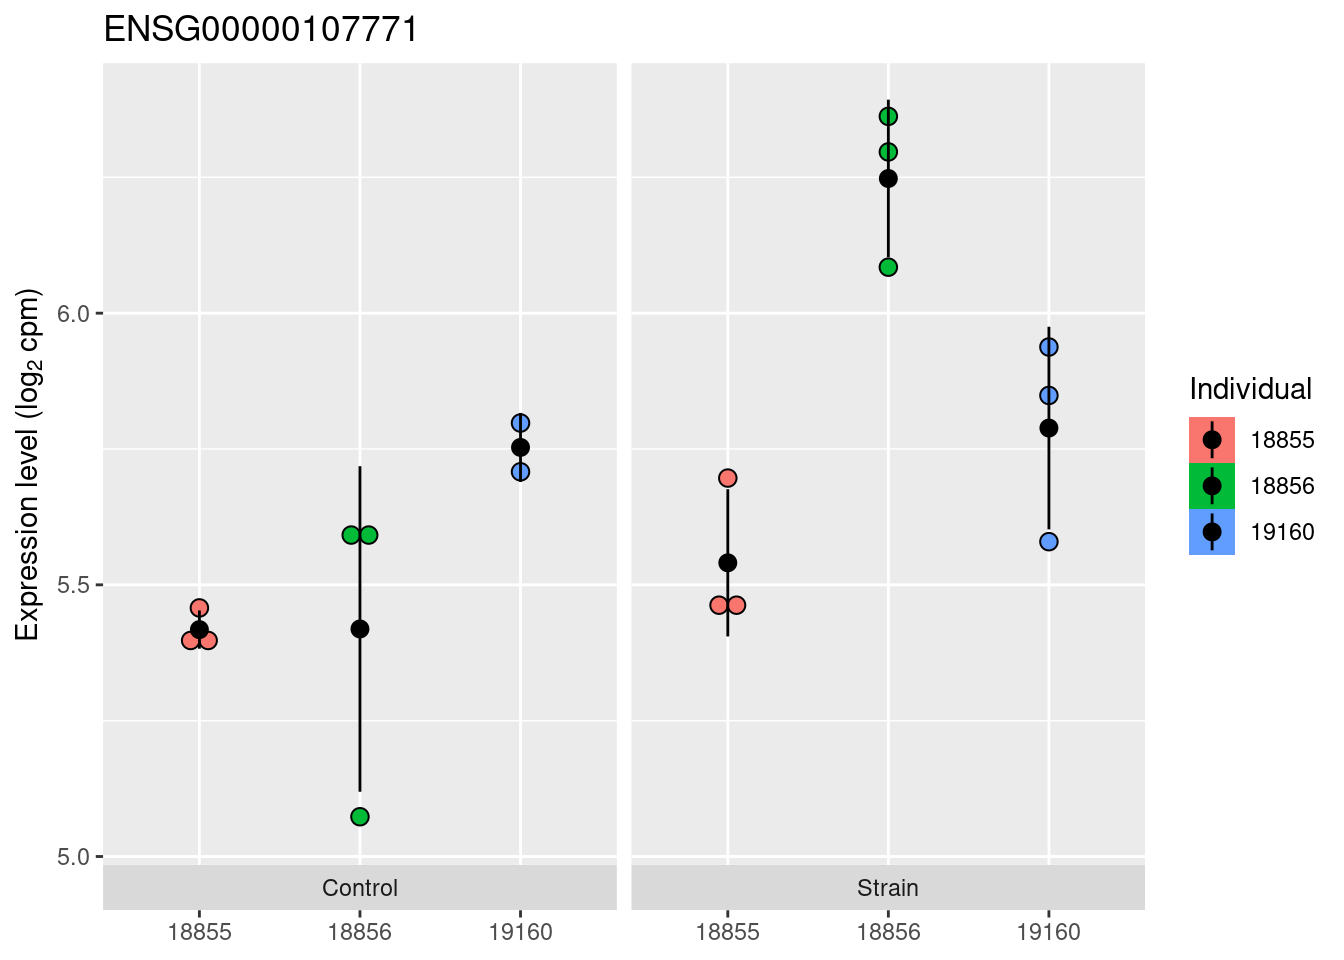 ENSG00000107771
Expression level (log₂ cpm)
6.0
5.5
5.0
Control
Strain
18855
18856
19160
18855
18856
19160
Individual
18855
18856
19160